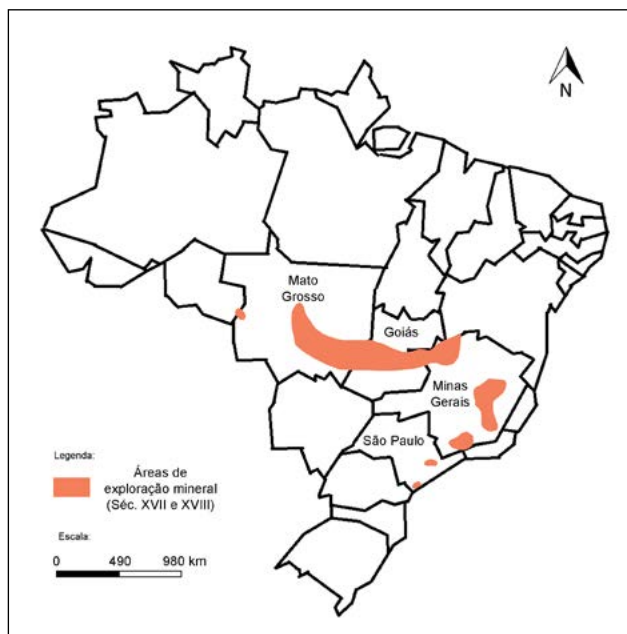 N
Mato
Grosso
Goiás
Minas
Gerais
São Paulo
Legenda:
Áreas de
exploração mineral
(Séc. XVII e XVIII)
Escala:
0 490 980 km